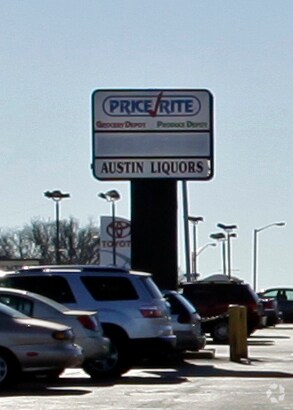 PRICE RITE
GROCERY DEPOT PRODUCE DEPOT
AUSTIN LIQUORS
TOYOTA